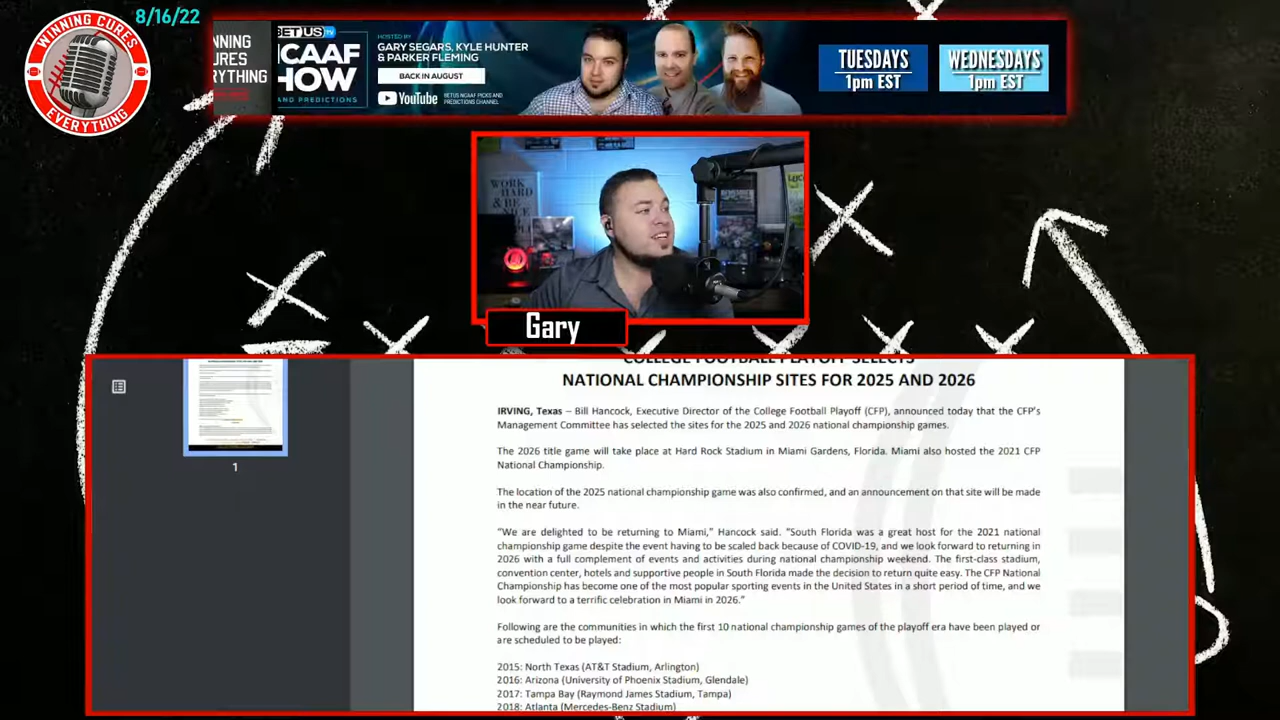 8/16/22
WINNING CURES
EVERYTHING
NNING
URES
RYTHING
BETUS TV
NCAAF
HOW
AND PREDICTIONS
HOSTED BY
GARY SEGARS, KYLE HUNTER
& PARKER FLEMING
BACK IN AUGUST
YouTube
BETUS NCAAF PICKS AND
PREDICTIONS CHANNEL
TUESDAYS
1pm EST
WEDNESDAYS
1pm EST
WORK
HARD
& BE
NICE
Gary
COLLEGE FOOTBALL PLAYOFF SELECTS
NATIONAL CHAMPIONSHIP SITES FOR 2025 AND 2026
IRVING, Texas – Bill Hancock, Executive Director of the College Football Playoff (CFP), announced today that the CFP's
Management Committee has selected the sites for the 2025 and 2026 national championship games.
The 2026 title game will take place at Hard Rock Stadium in Miami Gardens, Florida. Miami also hosted the 2021 CFP
National Championship.
The location of the 2025 national championship game was also confirmed, and an announcement on that site will be made
in the near future.
“We are delighted to be returning to Miami,” Hancock said. “South Florida was a great host for the 2021 national
championship game despite the event having to be scaled back because of COVID-19, and we look forward to returning in
2026 with a full complement of events and activities during national championship weekend. The first-class stadium,
convention center, hotels and supportive people in South Florida made the decision to return quite easy. The CFP National
Championship has become one of the most popular sporting events in the United States in a short period of time, and we
look forward to a terrific celebration in Miami in 2026.”
Following are the communities in which the first 10 national championship games of the playoff era have been played or
are scheduled to be played:
2015: North Texas (AT&T Stadium, Arlington)
2016: Arizona (University of Phoenix Stadium, Glendale)
2017: Tampa Bay (Raymond James Stadium, Tampa)
2018: Atlanta (Mercedes-Benz Stadium)
1